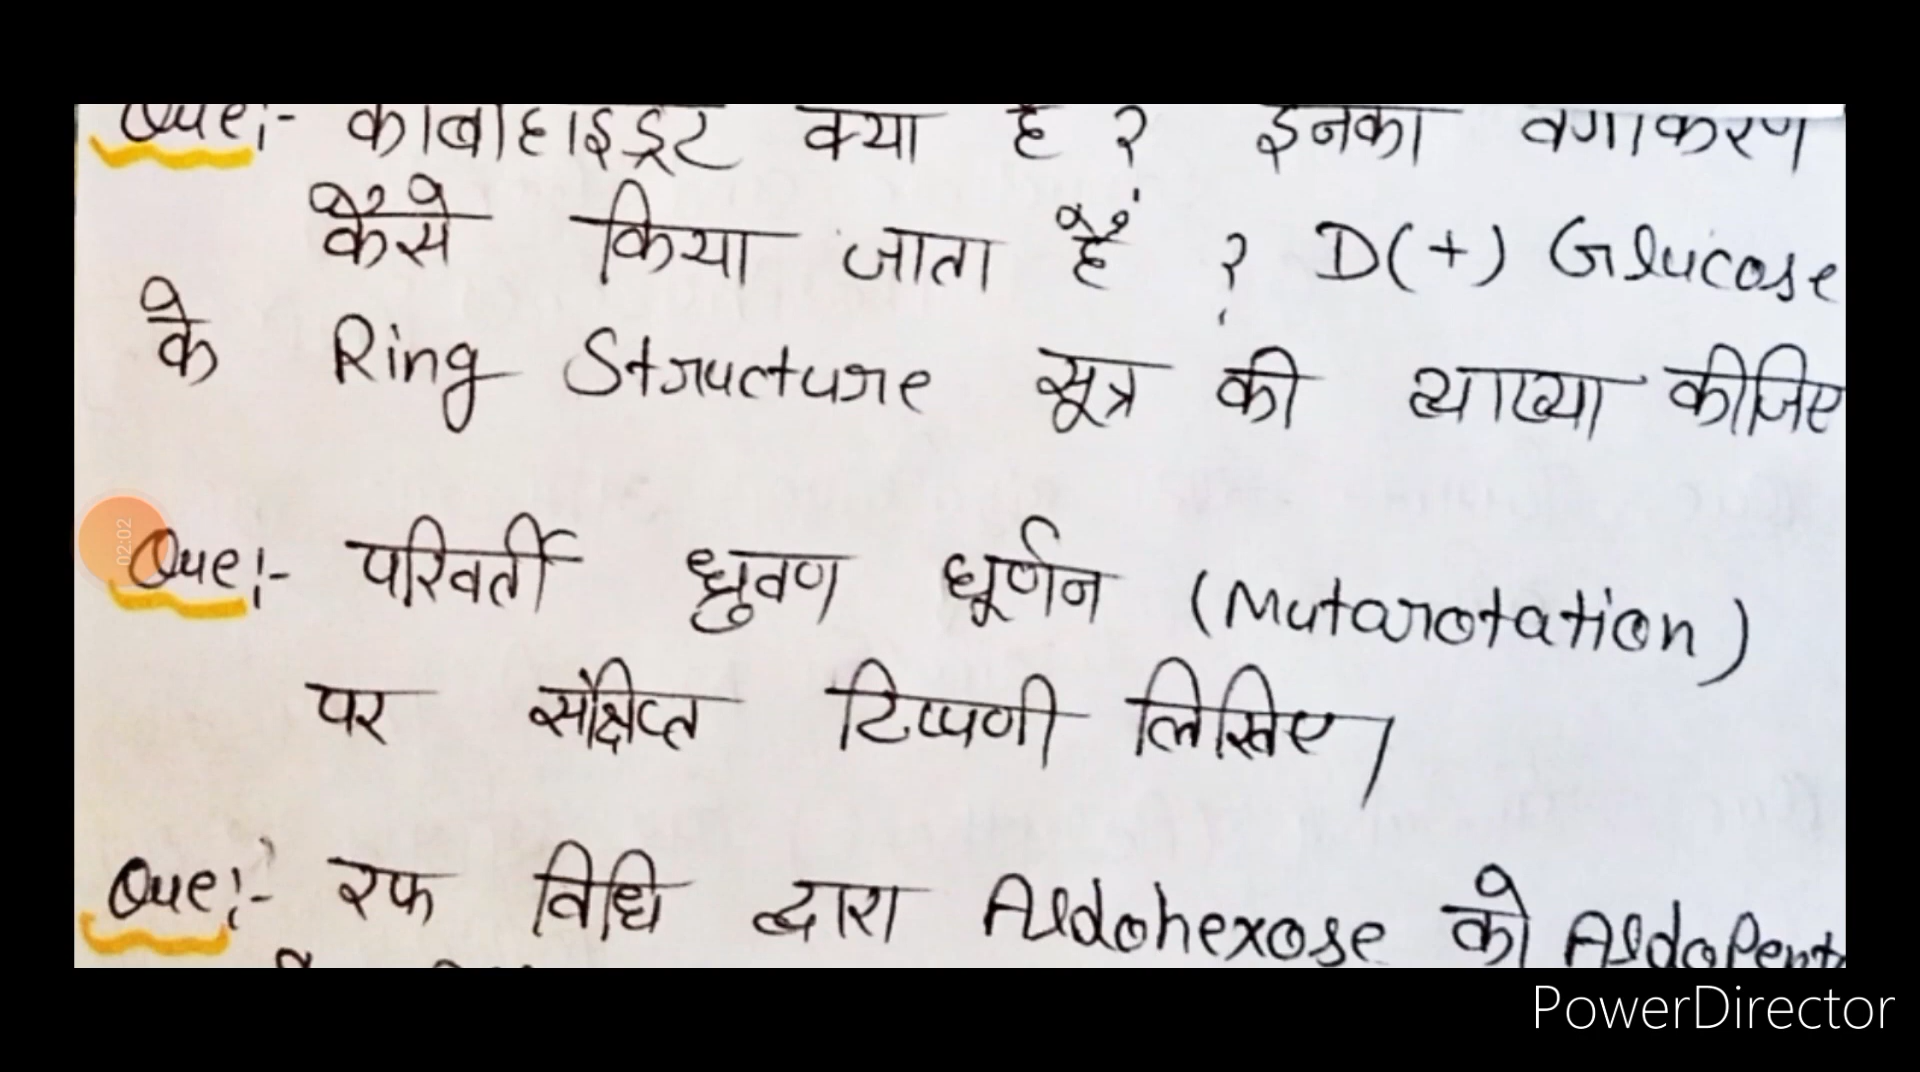 Que:- कार्बोहाइड्रेट क्या है ? इनका वर्गीकरण
कैसे किया जाता हैं ? D(+) Glucose
के Ring Structure सूत्र की व्याख्या कीजिए
02:02
Que:- परिवर्ती ध्रुवण धूर्णन (Mutarotation)
पर संक्षिप्त टिप्पणी लिखिए।
Que:- रफ विधि द्वारा Aldohexose को
PowerDirector